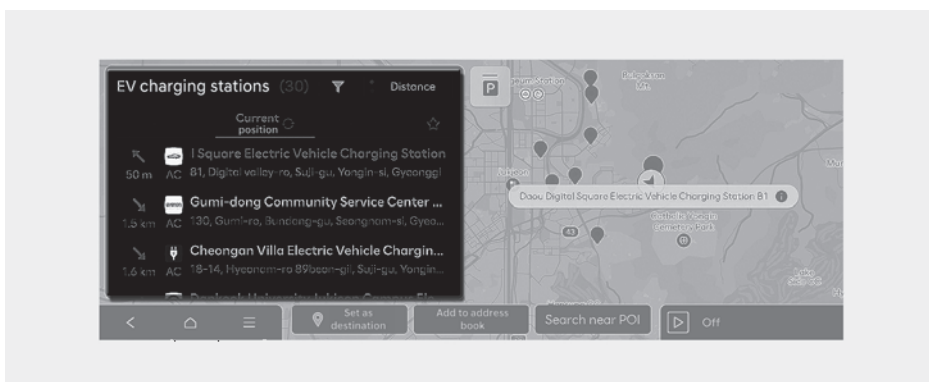 EV charging stations (30)
Distance
Current
position
l Square Electric Vehicle Charging Station
50 m AC 81, Digital valley-ro, Suji-gu, Yongin-si, Gyeonggi
Gumi-dong Community Service Center ...
1.5 km AC 130, Gumi-ro, Bundang-gu, Seongnam-si, Gyeo...
Cheongan Villa Electric Vehicle Chargin...
1.6 km AC 18-14, Hyeonam-ro 89beon-gil, Suji-gu, Yongin...
P
Mt.
Daou Digital Square Electric Vehicle Charging Station B1
Catholic Yongin
Cemetery Park
43
Set as
destination
Add to address
book
Search near POI
Off